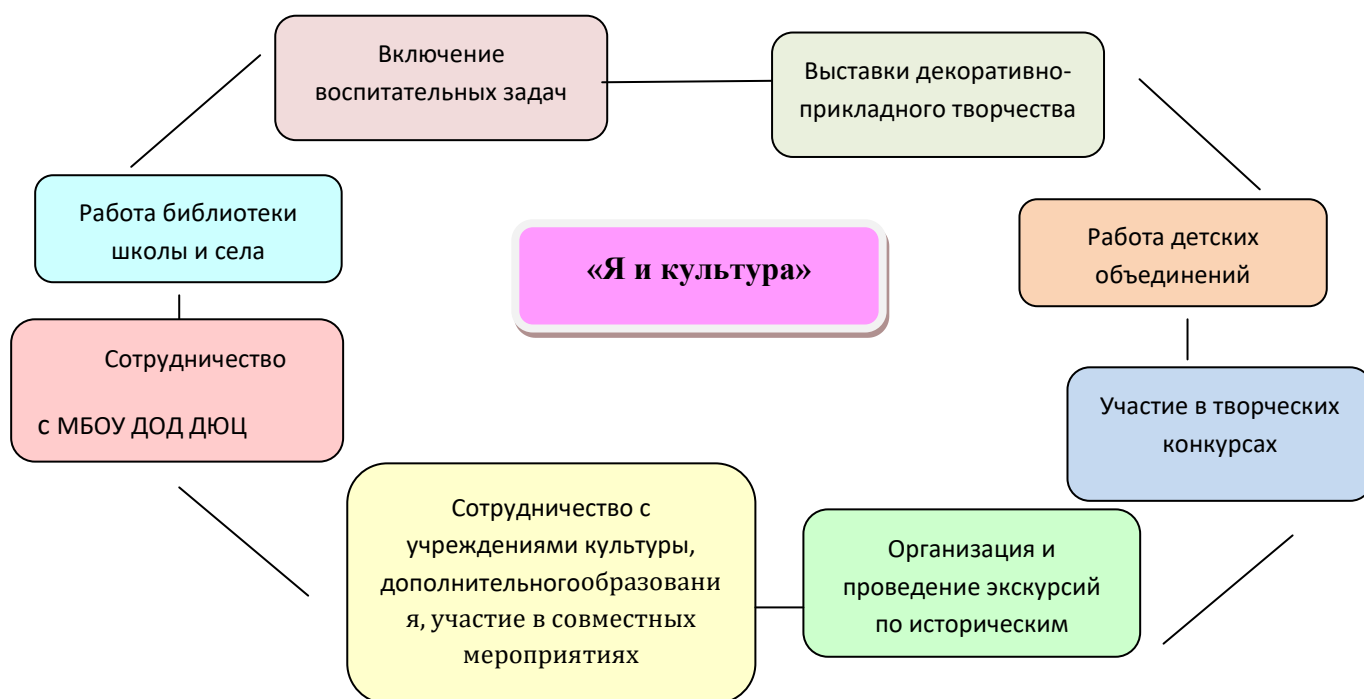 Включение
воспитательных задач
Выставки декоративно-
прикладного творчества
Работа библиотеки
школы и села
«Я и культура»
Работа детских
объединений
Сотрудничество
с МБОУ ДОД ДЮЦ
Участие в творческих
конкурсах
Сотрудничество с
учреждениями культуры,
дополнительногообразовани
я, участие в совместных
мероприятиях
Организация и
проведение экскурсий
по историческим